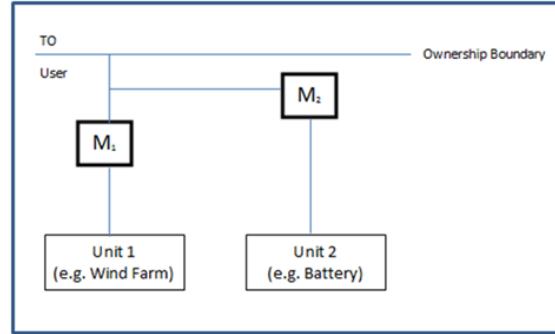 TO
Ownership Boundary
User
M₂
M₁
Unit 1
(e.g. Wind Farm)
Unit 2
(e.g. Battery)